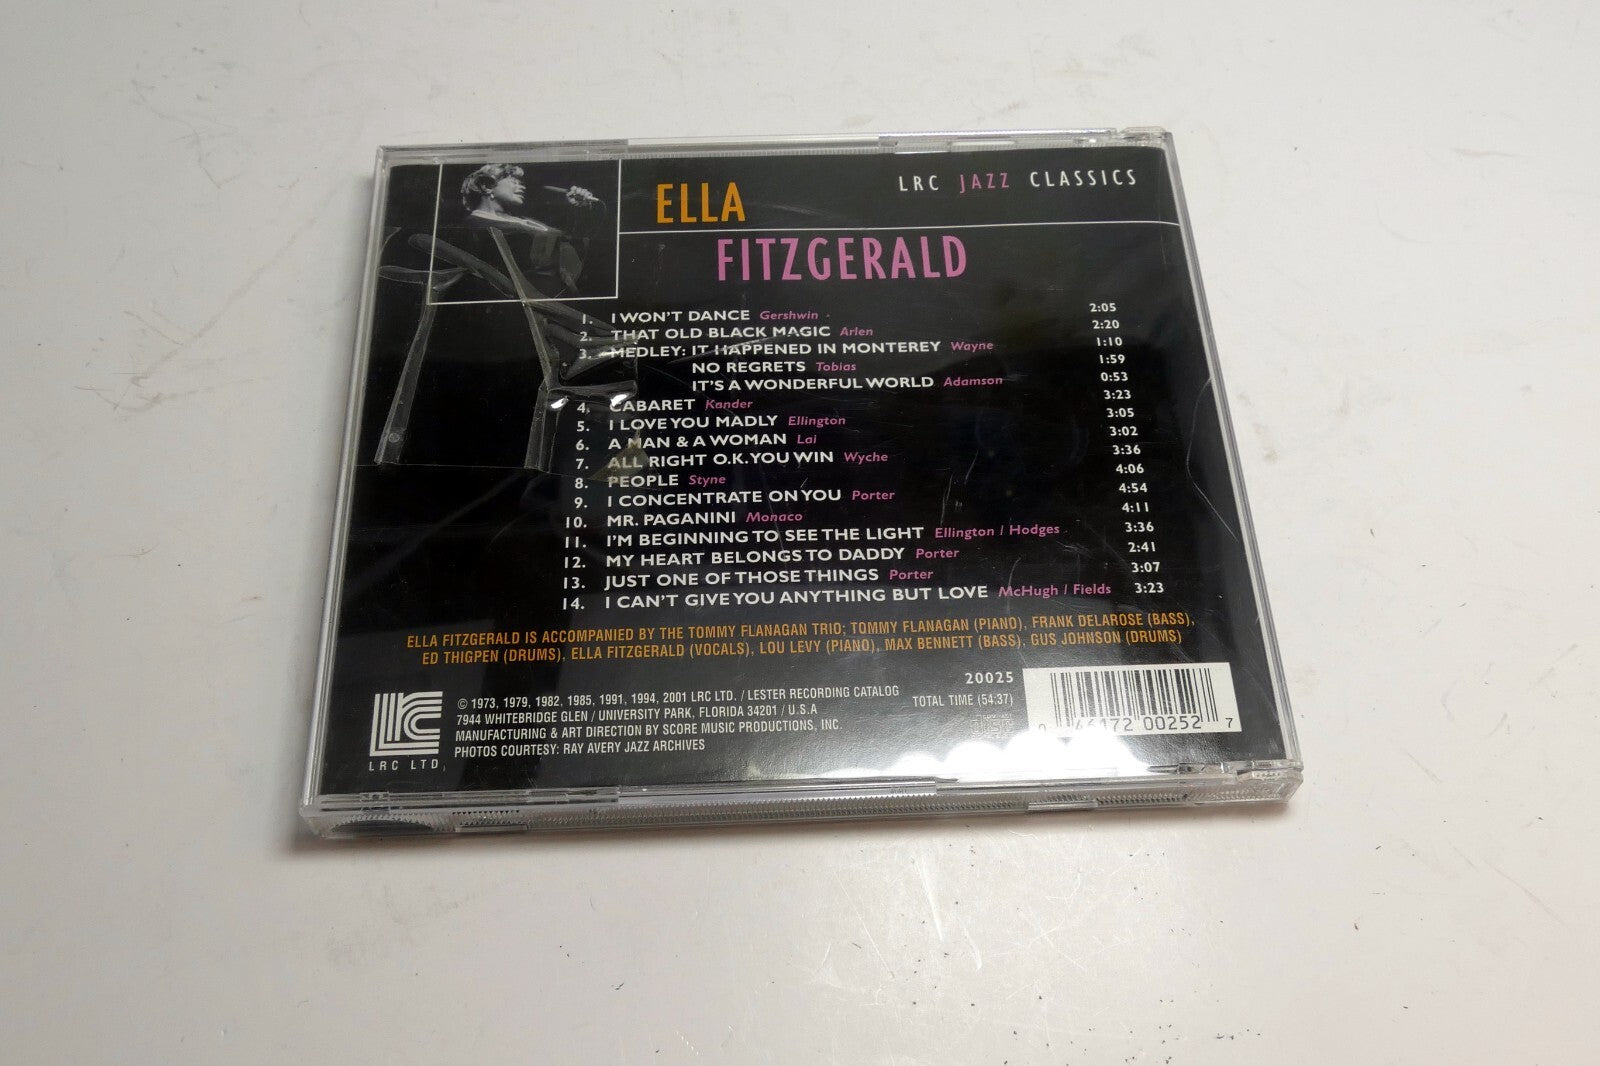 LRC JAZZ CLASSICS
ELLA
FITZGERALD
1. I WON'T DANCE Gershwin 2:05
2. THAT OLD BLACK MAGIC Arlen 2:20
3. MEDLEY: IT HAPPENED IN MONTEREY Wayne 1:10
NO REGRETS Tobias 1:59
IT'S A WONDERFUL WORLD Adamson 0:53
4. CABARET Kander 3:23
5. I LOVE YOU MADLY Ellington 3:05
6. A MAN & A WOMAN Lai 3:02
7. ALL RIGHT O.K. YOU WIN Wyche 3:36
8. PEOPLE Styne 4:06
9. I CONCENTRATE ON YOU Porter 4:54
10. MR. PAGANINI Monaco 4:11
11. I'M BEGINNING TO SEE THE LIGHT Ellington / Hodges 3:36
12. MY HEART BELONGS TO DADDY Porter 2:41
13. JUST ONE OF THOSE THINGS Porter 3:07
14. I CAN'T GIVE YOU ANYTHING BUT LOVE McHugh / Fields 3:23
ELLA FITZGERALD IS ACCOMPANIED BY THE TOMMY FLANAGAN TRIO; TOMMY FLANAGAN (PIANO), FRANK DELAROSE (BASS),
ED THIGPEN (DRUMS), ELLA FITZGERALD (VOCALS), LOU LEVY (PIANO), MAX BENNETT (BASS), GUS JOHNSON (DRUMS)
lrc
LRC LTD.
© 1973, 1979, 1982, 1985, 1991, 1994, 2001 LRC LTD. / LESTER RECORDING CATALOG
7944 WHITEBRIDGE GLEN / UNIVERSITY PARK, FLORIDA 34201 / U.S.A
MANUFACTURING & ART DIRECTION BY SCORE MUSIC PRODUCTIONS, INC.
PHOTOS COURTESY: RAY AVERY JAZZ ARCHIVES
20025
TOTAL TIME (54:37)
0 46172 00252 7